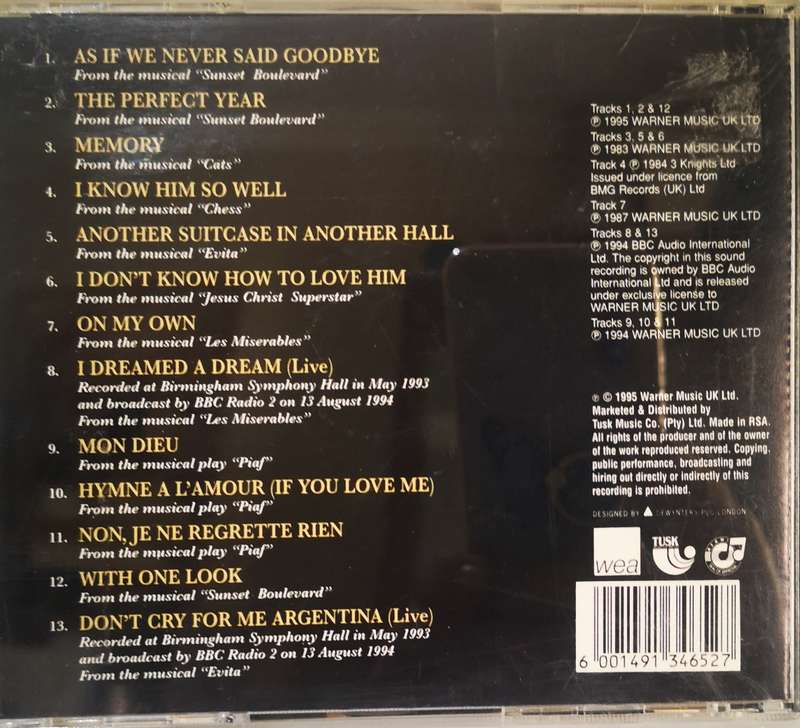 1. AS IF WE NEVER SAID GOODBYE
From the musical "Sunset Boulevard"
2. THE PERFECT YEAR
From the musical "Sunset Boulevard"
3. MEMORY
From the musical "Cats"
4. I KNOW HIM SO WELL
From the musical "Chess"
5. ANOTHER SUITCASE IN ANOTHER HALL
From the musical "Evita"
6. I DON'T KNOW HOW TO LOVE HIM
From the musical "Jesus Christ Superstar"
7. ON MY OWN
From the musical "Les Miserables"
8. I DREAMED A DREAM (Live)
Recorded at Birmingham Symphony Hall in May 1993
and broadcast by BBC Radio 2 on 13 August 1994
From the musical "Les Miserables"
9. MON DIEU
From the musical play "Piaf"
10. HYMNE A L'AMOUR (IF YOU LOVE ME)
From the musical play "Piaf"
11. NON, JE NE REGRETTE RIEN
From the musical play "Piaf"
12. WITH ONE LOOK
From the musical "Sunset Boulevard"
13. DON'T CRY FOR ME ARGENTINA (Live)
Recorded at Birmingham Symphony Hall in May 1993
and broadcast by BBC Radio 2 on 13 August 1994
From the musical "Evita"
Tracks 1, 2 & 12
℗ 1995 WARNER MUSIC UK LTD
Tracks 3, 5 & 6
℗ 1983 WARNER MUSIC UK LTD
Track 4 ℗ 1984 3 Knights Ltd
Issued under licence from
BMG Records (UK) Ltd
Track 7
℗ 1987 WARNER MUSIC UK LTD
Tracks 8 & 13
℗ 1994 BBC Audio International
Ltd. The copyright in this sound
recording is owned by BBC Audio
International Ltd and is released
under exclusive license to
WARNER MUSIC UK LTD
Tracks 9, 10 & 11
℗ 1994 WARNER MUSIC UK LTD
℗ © 1995 Warner Music UK Ltd.
Marketed & Distributed by
Tusk Music Co. (Pty) Ltd. Made in RSA.
All rights of the producer and of the owner
of the work reproduced reserved. Copying,
public performance, broadcasting and
hiring out directly or indirectly of this
recording is prohibited.
DESIGNED BY DEWYNTERS PLC LONDON
wea TUSK
6 001491 346527